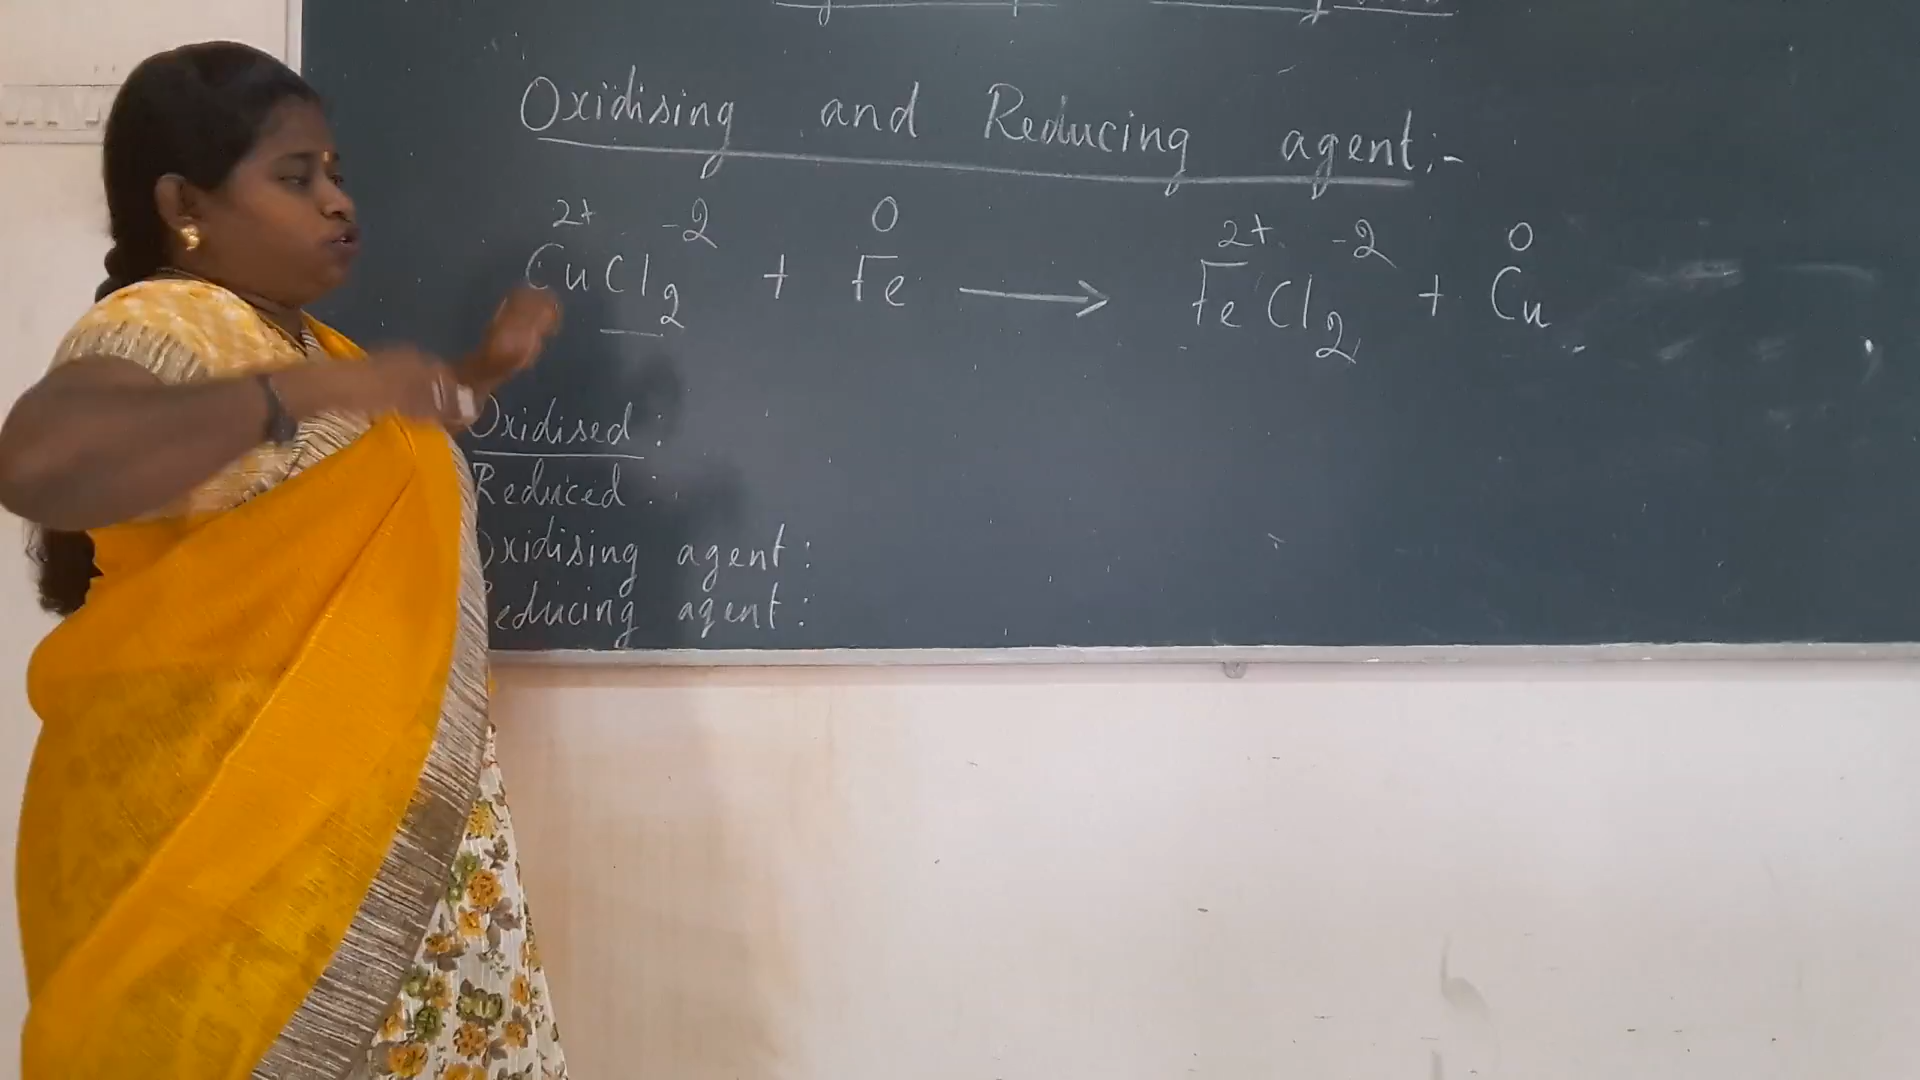 Oxidising and Reducing agent:-
2+ -2 0 2+ -2 0
CuCl2 + Fe ⟶ FeCl2 + Cu
Oxidised :
Reduced :
Oxidising agent :
Reducing agent :